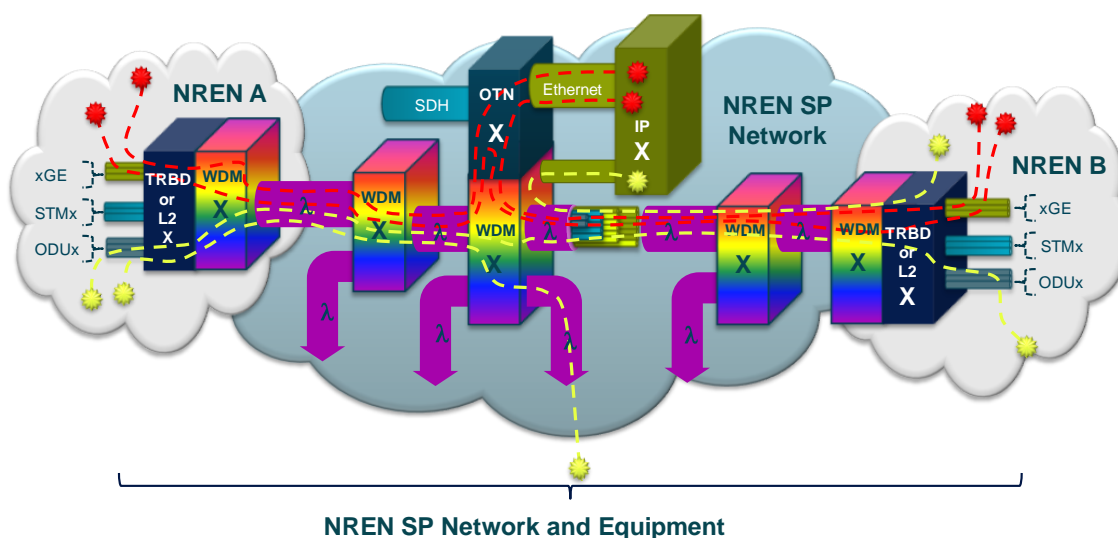 NREN A
xGE
STMx
ODUx
TRBD
or
L2
X
WDM
X
λ
λ
WDM
X
SDH
OTN
X
Ethernet
IP
X
NREN SP
Network
λ
WDM
X
λ
λ
λ
λ
λ
WDM
X
λ
WDM
X
TRBD
or
L2
X
NREN B
xGE
STMx
ODUx
NREN SP Network and Equipment